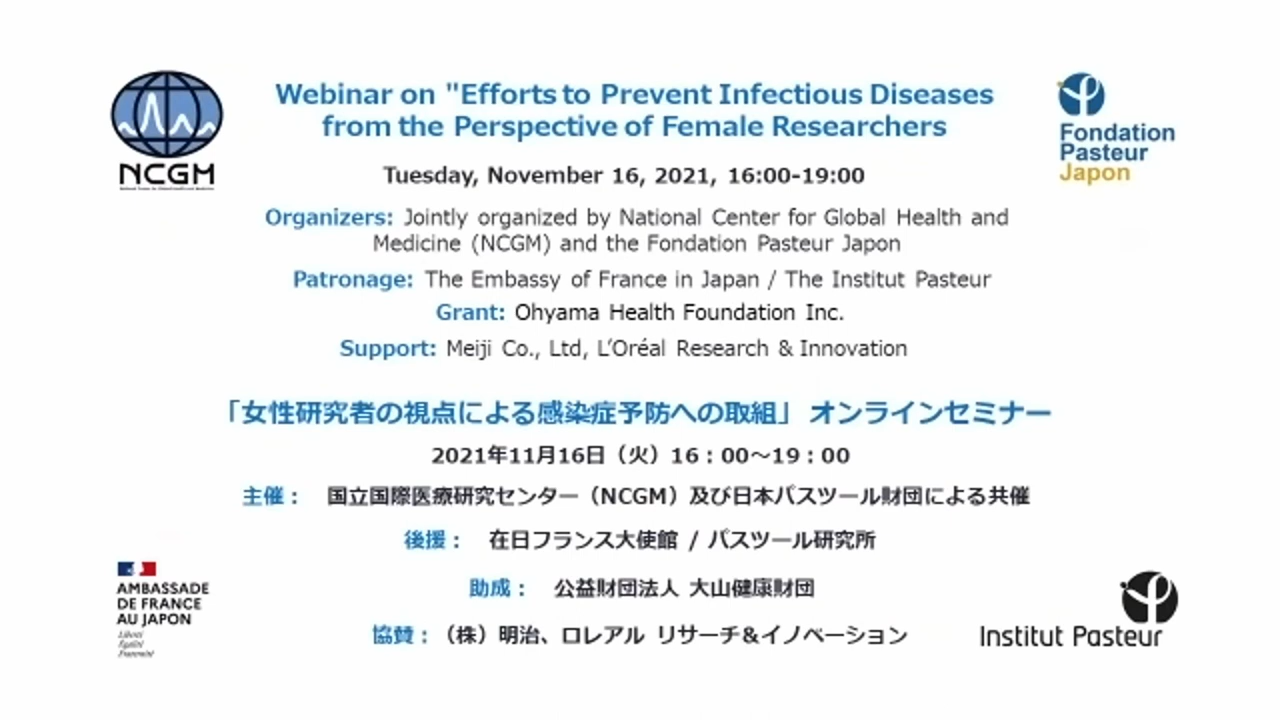 Webinar on "Efforts to Prevent Infectious Diseases
from the Perspective of Female Researchers
Tuesday, November 16, 2021, 16:00-19:00
Organizers: Jointly organized by National Center for Global Health and
Medicine (NCGM) and the Fondation Pasteur Japon
Patronage: The Embassy of France in Japan / The Institut Pasteur
Grant: Ohyama Health Foundation Inc.
Support: Meiji Co., Ltd, L’Oréal Research & Innovation
「女性研究者の視点による感染症予防への取組」 オンラインセミナー
2021年11月16日（火）16：00～19：00
主催： 国立国際医療研究センター（NCGM）及び日本パスツール財団による共催
後援： 在日フランス大使館 / パスツール研究所
助成： 公益財団法人 大山健康財団
協賛：（株）明治、ロレアル リサーチ＆イノベーション
NCGM
Fondation
Pasteur
Japon
AMBASSADE
DE FRANCE
AU JAPON
Liberté
Égalité
Fraternité
Institut Pasteur